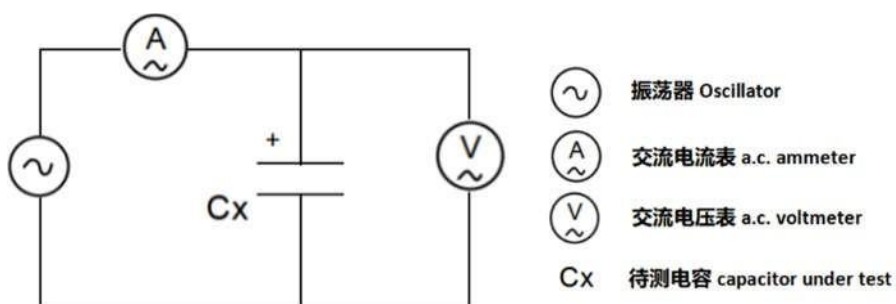 A
~
+
V
~
Cx
~
振荡器 Oscillator
A
~
交流电流表 a.c. ammeter
V
~
交流电压表 a.c. voltmeter
Cx 待测电容 capacitor under test